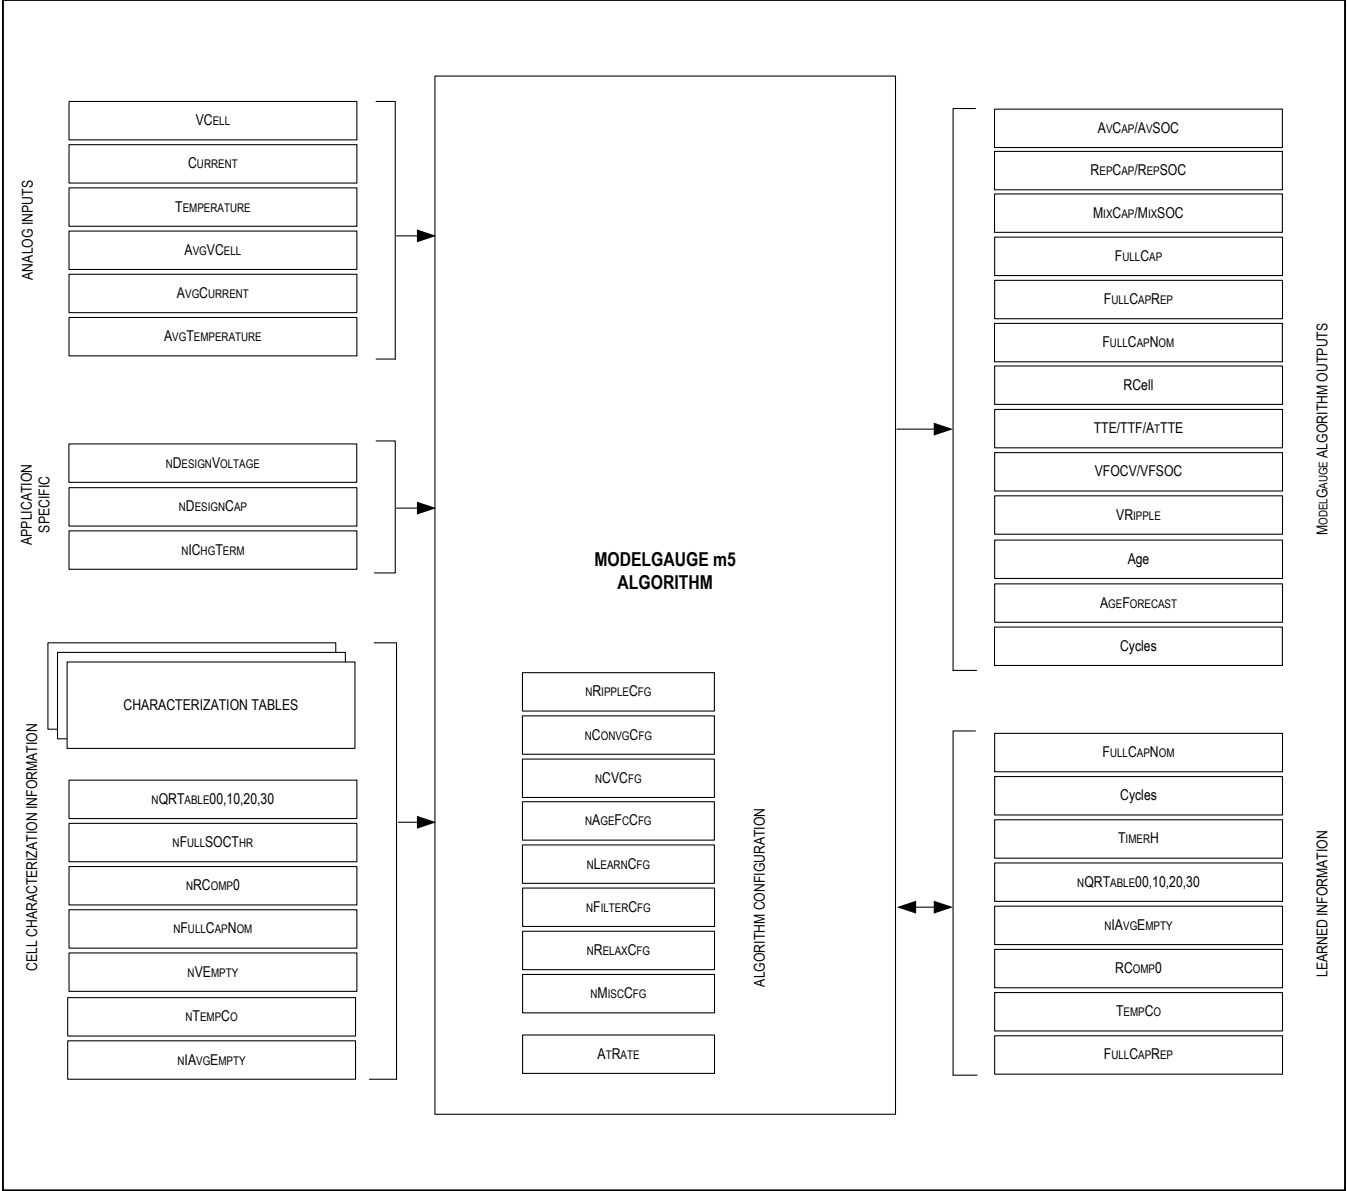 ANALOG INPUTS
VCELL
CURRENT
TEMPERATURE
AVGVCELL
AVGCURRENT
AVGTEMPERATURE
APPLICATION
SPECIFIC
NDESIGNVOLTAGE
NDESIGNCAP
NICHGTERM
CELL CHARACTERIZATION INFORMATION
CHARACTERIZATION TABLES
NQRTABLE00,10,20,30
NFULLSOCTHR
NRCOMP0
NFULLCAPNOM
NVEMPTY
NTEMPCO
NIAVGEMPTY
MODELGAUGE m5
ALGORITHM
NRIPPLECFG
NCONVGCFG
NCVCFG
NAGEFCCFG
NLEARNCFG
NFILTERCFG
NRELAXCFG
NMISCCFG
ATRATE
ALGORITHM CONFIGURATION
AVCAP/AVSOC
REPCAP/REPSOC
MIXCAP/MIXSOC
FULLCAP
FULLCAPREP
FULLCAPNOM
RCell
TTE/TTF/ATTTE
VFOCV/VFSOC
VRIPPLE
Age
AGEFORECAST
Cycles
MODELGAUGE ALGORITHM OUTPUTS
FULLCAPNOM
Cycles
TIMERH
NQRTABLE00,10,20,30
NIAVGEMPTY
RCOMP0
TEMPCO
FULLCAPREP
LEARNED INFORMATION